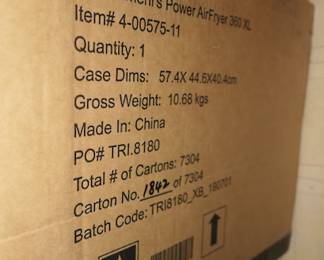 Power AirFryer 360 XL
Item# 4-00575-11
Quantity: 1
Case Dims: 57.4X 44.6X40.4cm
Gross Weight: 10.68 kgs
Made In: China
PO# TRI.8180
Total # of Cartons: 7304
Carton No. 1842 of 7304
Batch Code: TRI8180_XB_180701